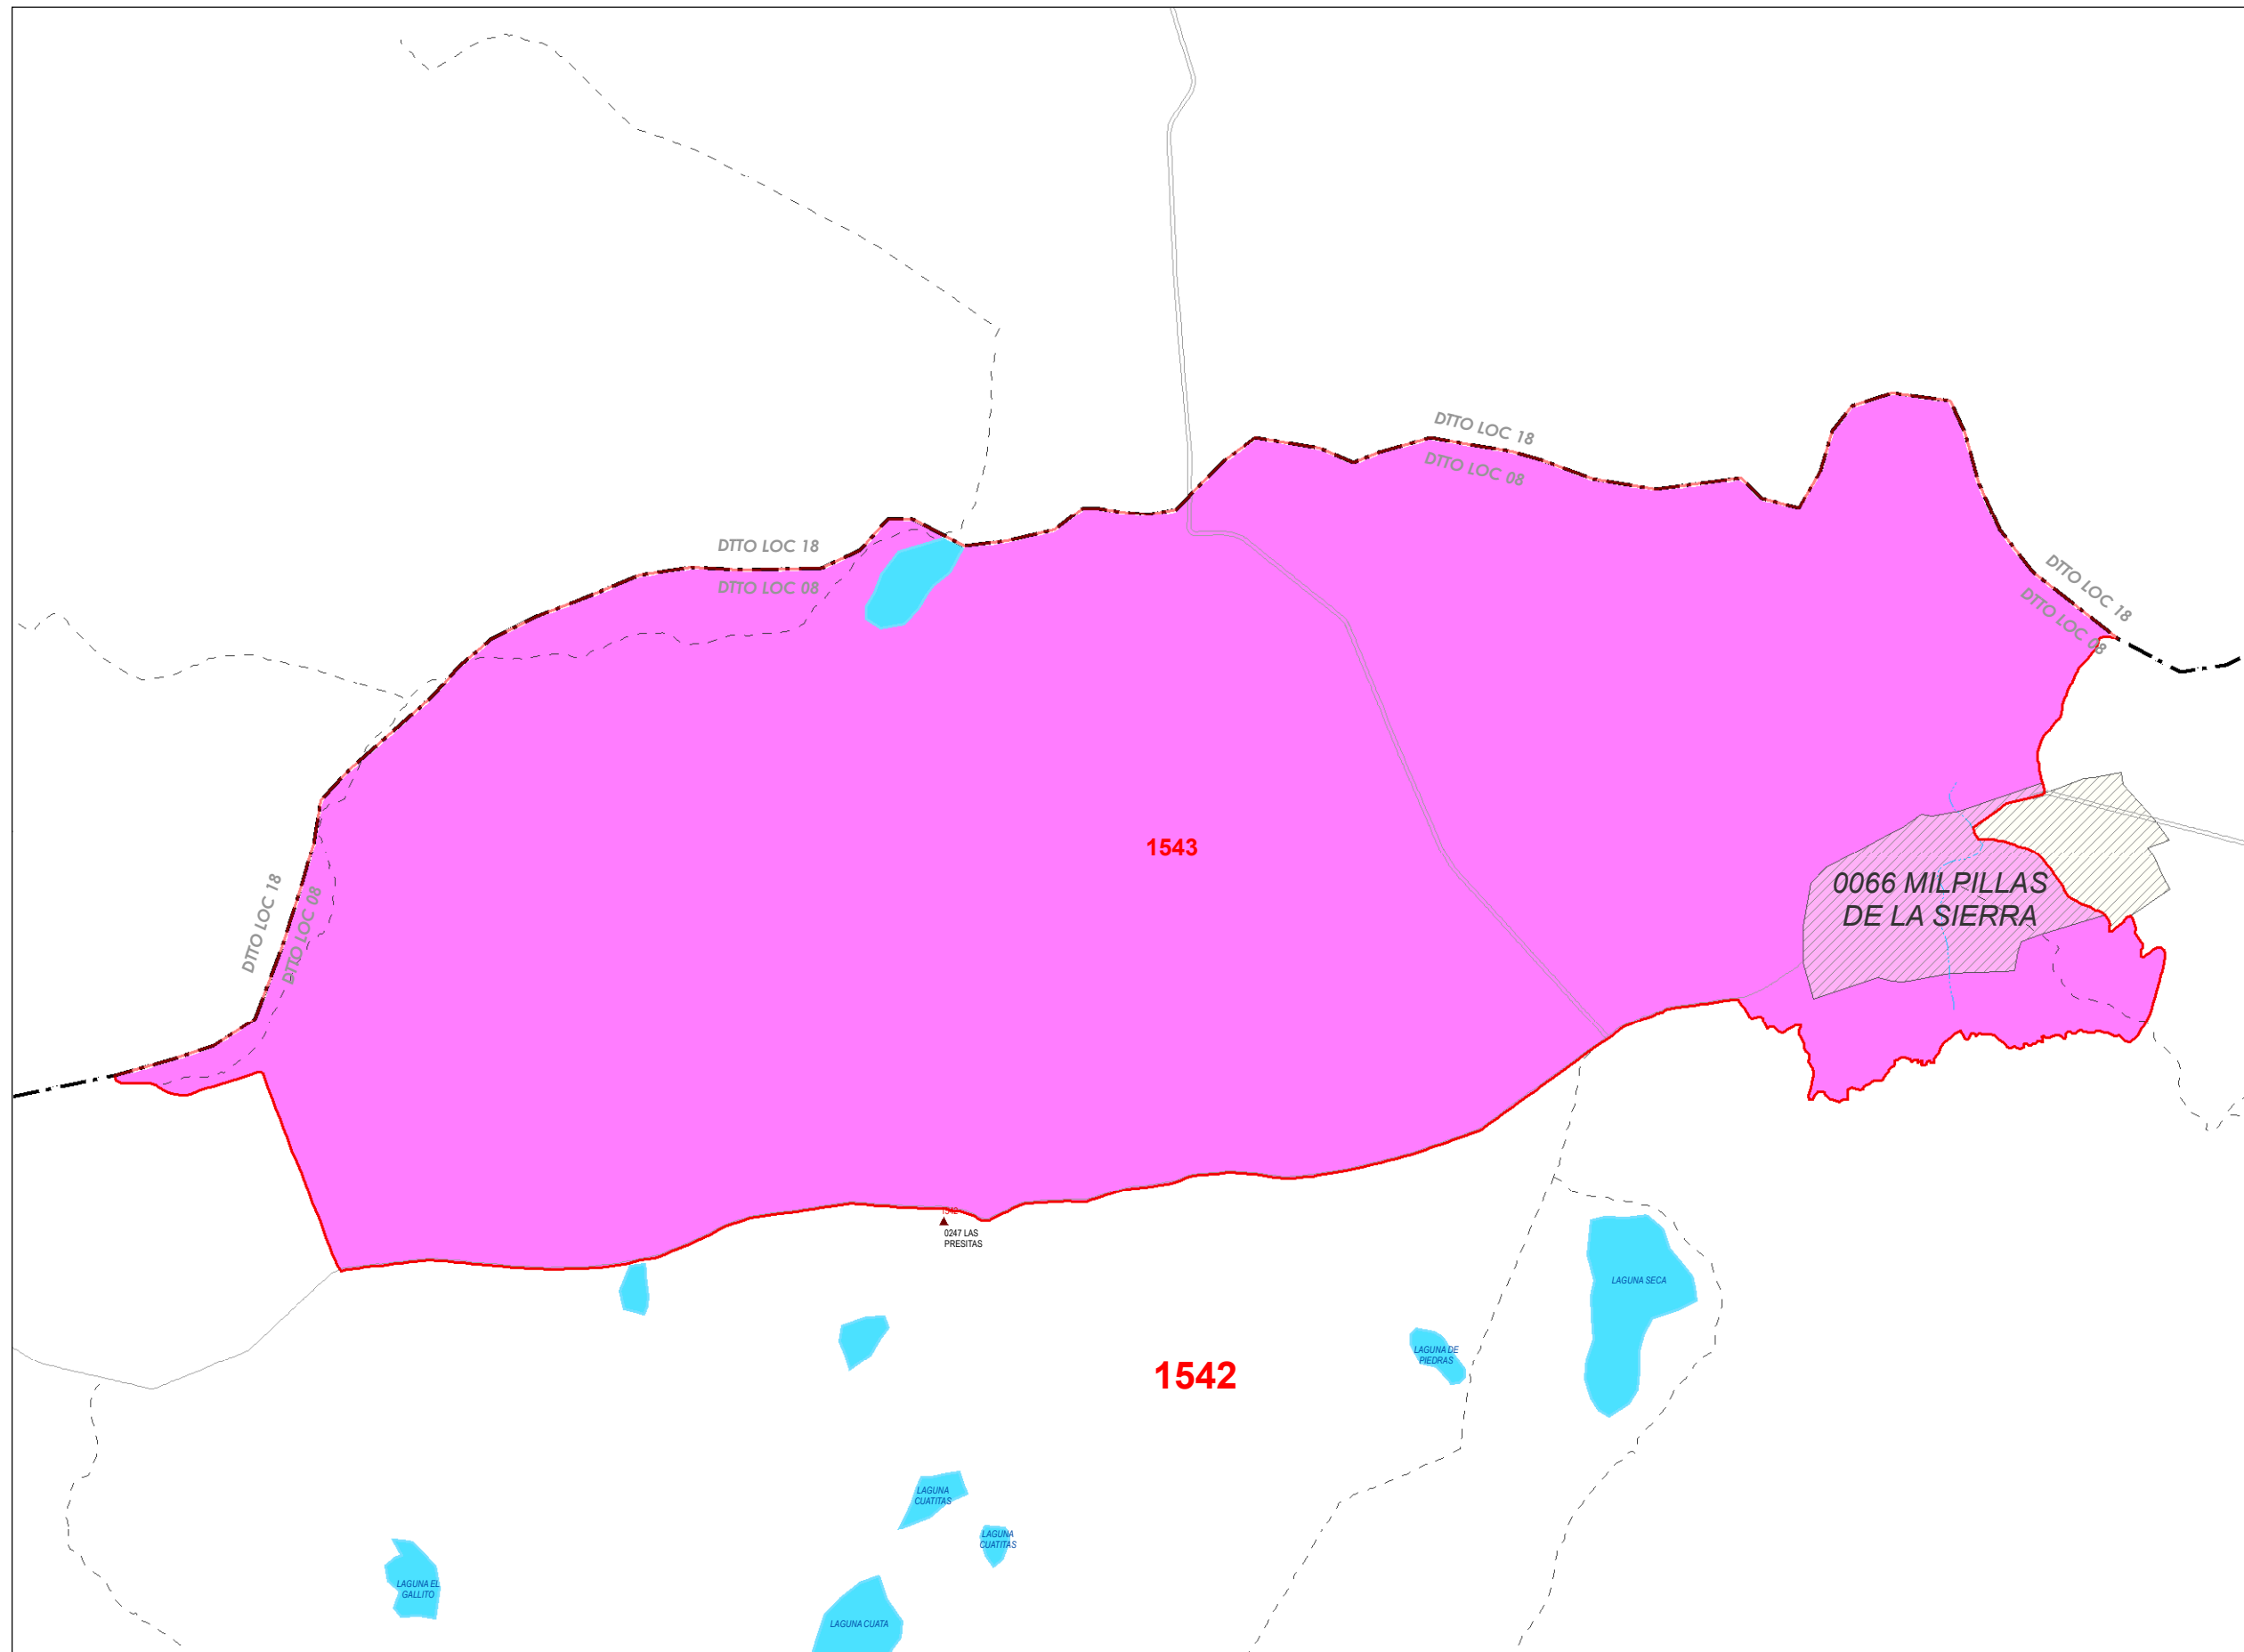 DTTO LOC 18
DTTO LOC 08
DTTO LOC 18
DTTO LOC 08
DTTO LOC 18
DTTO LOC 08
1543
0066 MILPILLAS
DE LA SIERRA
DTTO LOC 18
DTTO LOC 08
1542
0247 LAS
PRESITAS
LAGUNA SECA
LAGUNA DE
PIEDRAS
1542
LAGUNA
CUATITAS
LAGUNA
CUATITAS
LAGUNA EL
GALLITO
LAGUNA CUATA